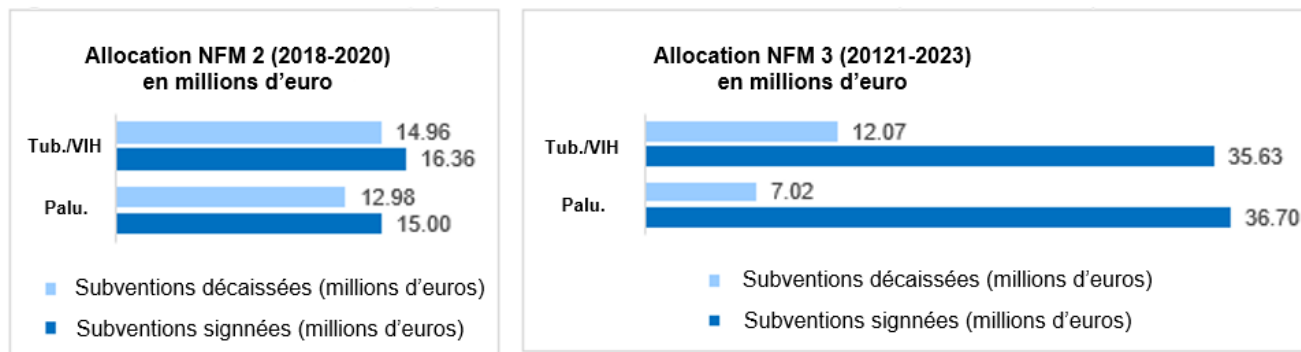 Allocation NFM 2 (2018-2020)
en millions d'euro
Tub./VIH
14.96
16.36
Palu.
12.98
15.00
Subventions décaissées (millions d'euros)
Subventions signnées (millions d'euros)
Allocation NFM 3 (20121-2023)
en millions d'euro
Tub./VIH
12.07
35.63
Palu.
7.02
36.70
Subventions décaissées (millions d'euros)
Subventions signnées (millions d'euros)